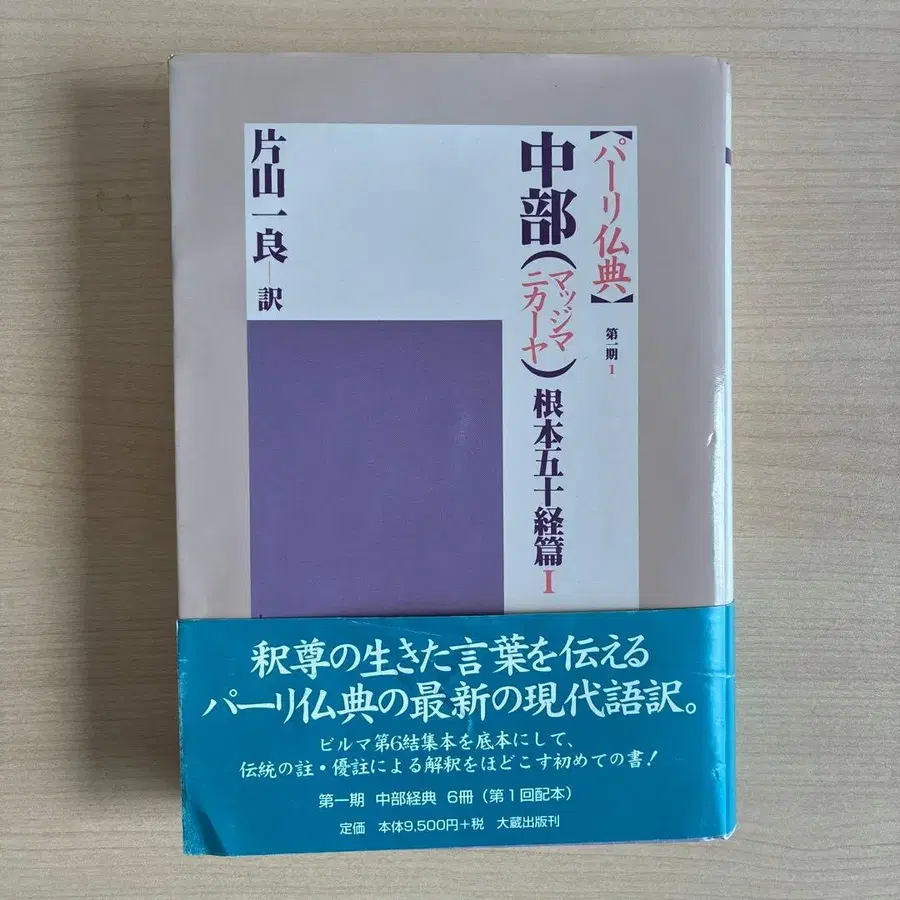 【パーリ仏典】 第一期 1
中部(マッジマニカーヤ) 根本五十経篇 I
片山一良―訳
釈尊の生きた言葉を伝える
パーリ仏典の最新の現代語訳。
ビルマ第6結集本を底本にして、
伝統の註・優註による解釈をほどこす初めての書!
第一期 中部経典 6冊(第1回配本)
定価 本体9,500円+税 大蔵出版刊